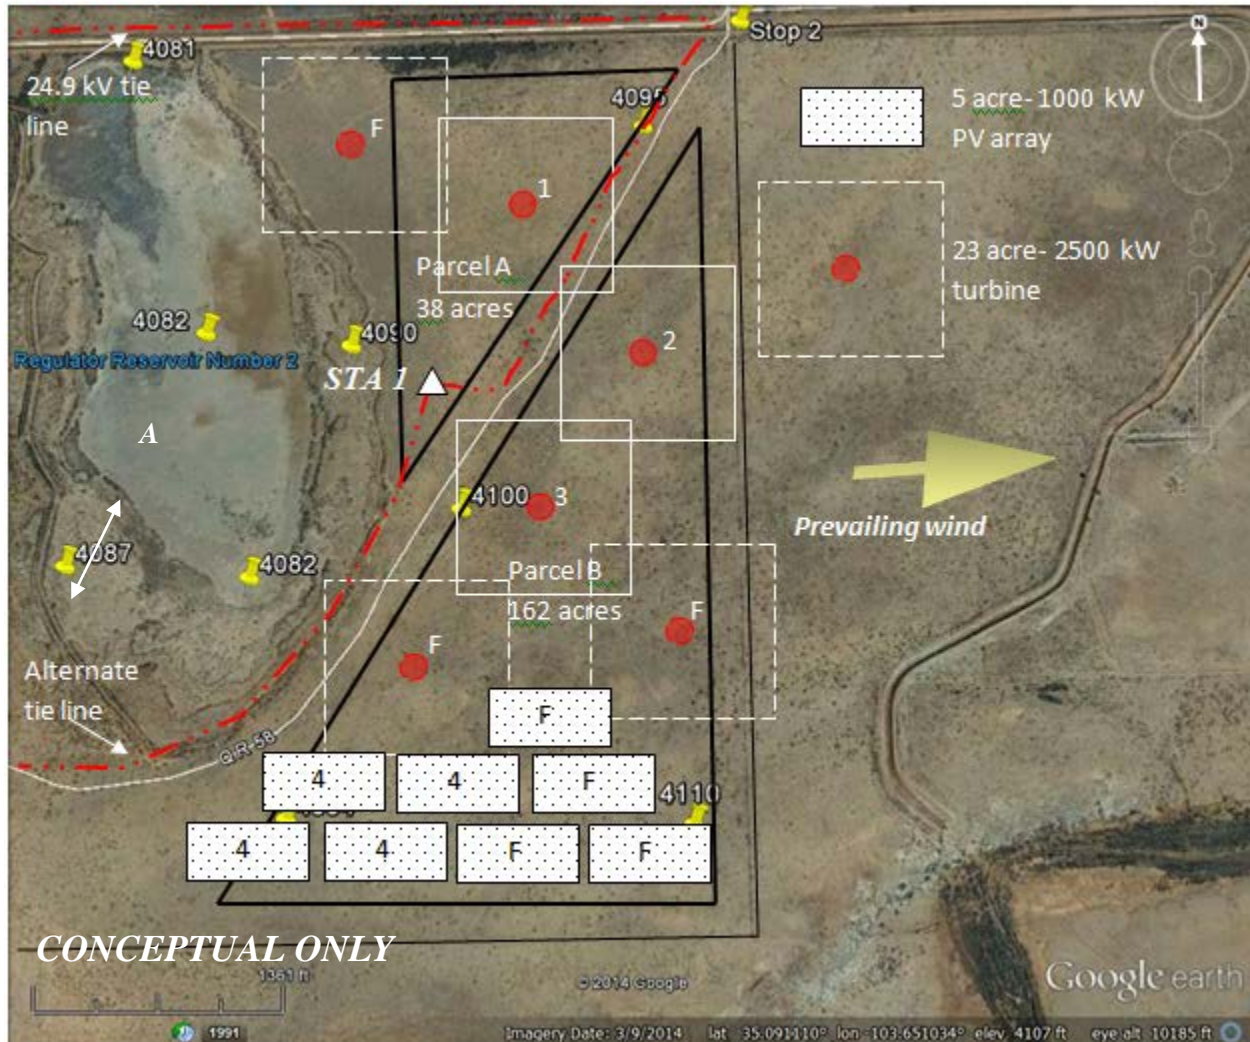 Stop 2
4081
24.9 kV tie
line
F
4095
5 acre- 1000 kW
PV array
N
1
Parcel A
38 acres
23 acre- 2500 kW
turbine
4082
4090
2
Regulator Reservoir Number 2
STA 1
A
4100
3
Prevailing wind
4087
4082
Parcel B
162 acres
F
F
Alternate
tie line
QR-58
F
4
4
F
4110
4
4
F
F
CONCEPTUAL ONLY
1361 ft
© 2014 Google
Google earth
1991
Imagery Date: 3/9/2014 lat 35.091110° lon -103.651034° elev 4107 ft eye alt 10185 ft